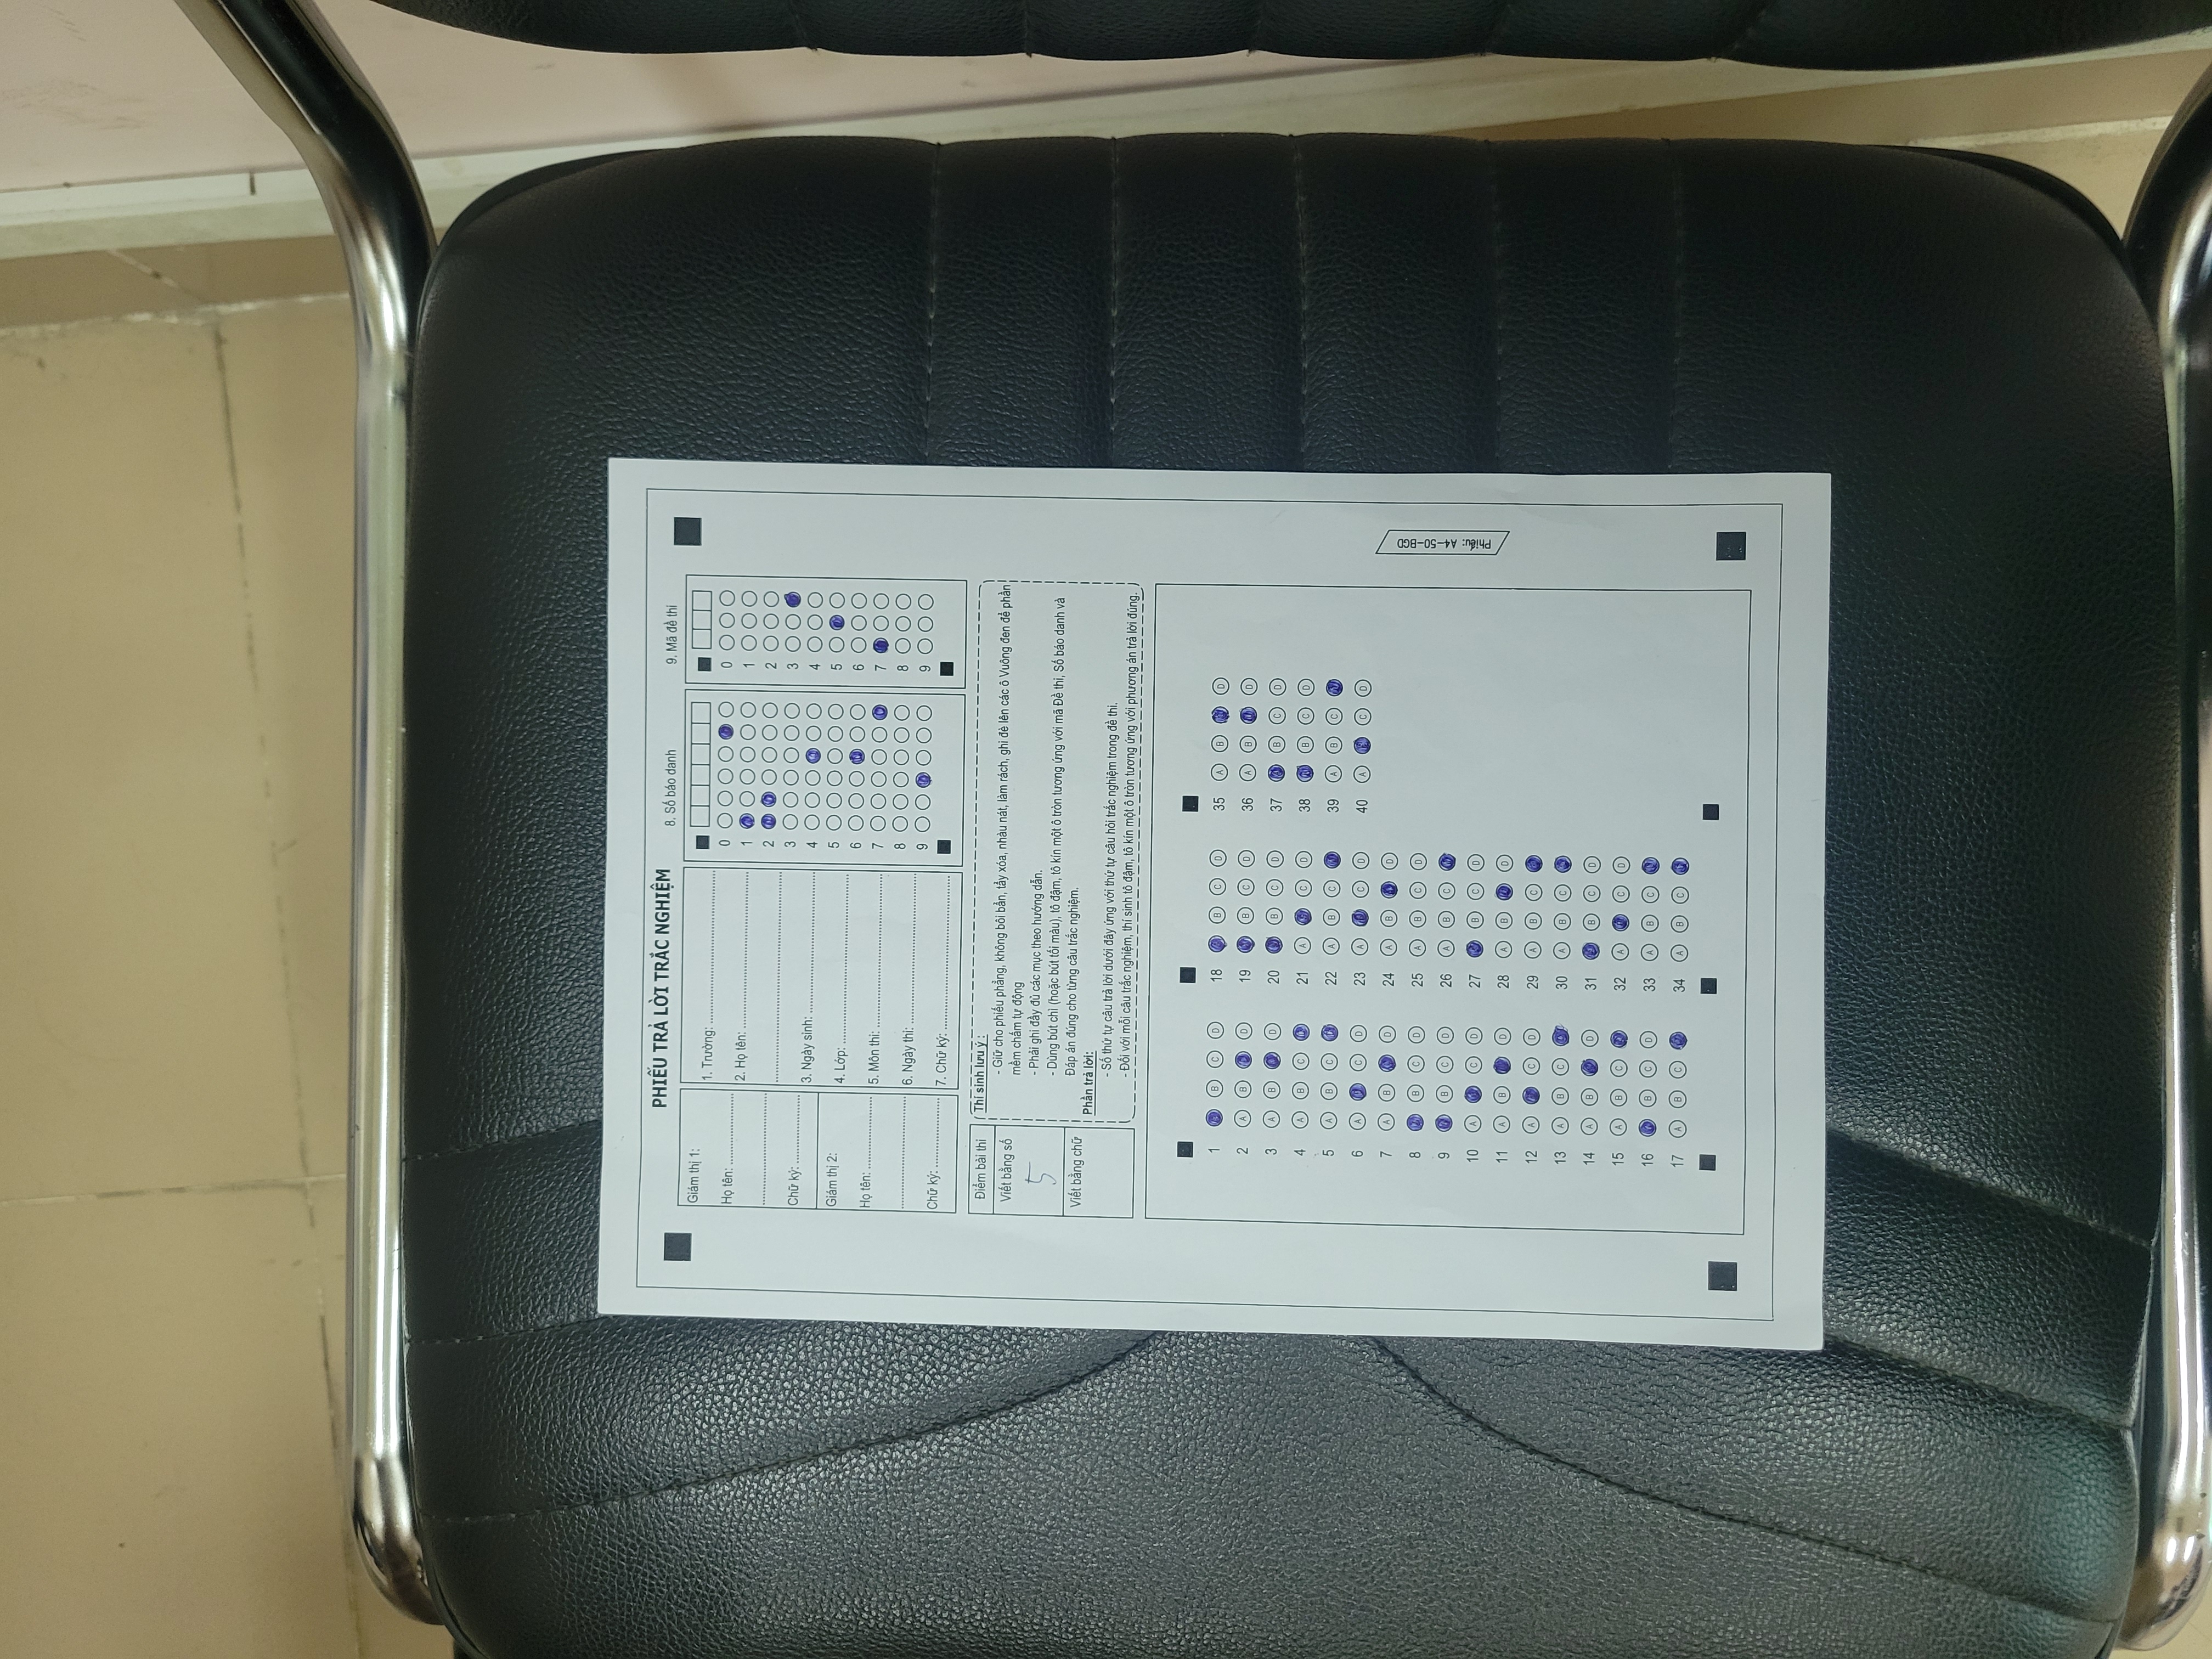 PHIẾU TRẢ LỜI TRẮC NGHIỆM
8. Số báo danh
9. Mã đề thi
Giám thị 1:
Họ tên: ........................
....................................
Chữ ký: .......................
Giám thị 2:
Họ tên: ........................
....................................
Chữ ký: .......................
1. Trường: ..................................................
2. Họ tên: ..................................................
..................................................................
3. Ngày sinh: ..............................................
4. Lớp: .......................................................
5. Môn thi: .................................................
6. Ngày thi: ................................................
7. Chữ ký: ..................................................
0
1
2
3
4
5
6
7
8
9
0
1
2
3
4
5
6
7
8
9
Điểm bài thi
Viết bằng số
5
Viết bằng chữ
Thí sinh lưu ý :
- Giữ cho phiếu phẳng, không bôi bẩn, tẩy xóa, nhàu nát, làm rách, ghi đè lên các ô Vuông đen để phần
mềm chấm tự động
- Phải ghi đầy đủ các mục theo hướng dẫn.
- Dùng bút chì (hoặc bút tối màu), tô đậm, tô kín một ô tròn tương ứng với mã Đề thi, Số báo danh và
Đáp án đúng cho từng câu trắc nghiệm.
Phần trả lời:
- Số thứ tự câu trả lời dưới đây ứng với thứ tự câu hỏi trắc nghiệm trong đề thi.
- Đối với mỗi câu trắc nghiệm, thí sinh tô đậm, tô kín một ô tròn tương ứng với phương án trả lời đúng.
1 B C D
2 A B D
3 A B D
4 A B C
5 A B C
6 A C D
7 A B D
8 B C D
9 B C D
10 A C D
11 A B D
12 A C D
13 A B C
14 A B D
15 A B C
16 B C D
17 A B C
18 B C D
19 B C D
20 B C D
21 A C D
22 A B C
23 A C D
24 A B D
25 A B C D
26 A B C
27 B C D
28 A B D
29 A B C
30 A B C
31 B C D
32 A C D
33 A B C
34 A B C
35 A B D
36 A B D
37 B C D
38 B C D
39 A B C
40 A C D
Phiếu: A4-50-BGD